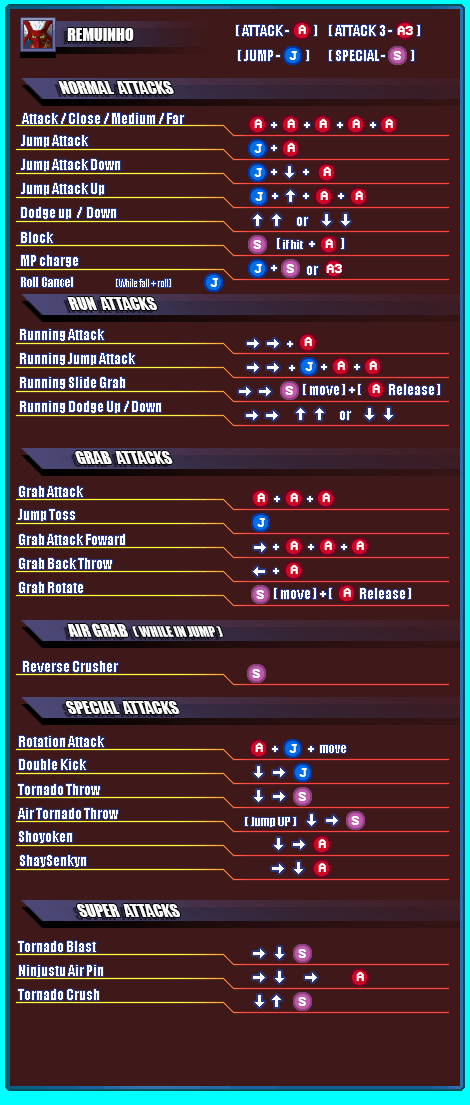 REMUINHO
[ ATTACK - A ] [ ATTACK 3 - A3 ]
[ JUMP - J ] [ SPECIAL - S ]
NORMAL ATTACKS
Attack / Close / Medium / Far A + A + A + A + A
Jump Attack J + A
Jump Attack Down J + ↓ + A
Jump Attack Up J + ↑ + A + A
Dodge up / Down ↑ ↑ or ↓ ↓
Block S [ if hit + A ]
MP charge J + S or A3
Roll Cancel [While fall + roll] J
RUN ATTACKS
Running Attack → → + A
Running Jump Attack → → + J + A + A
Running Slide Grab → → S [ move ] + [ A Release ]
Running Dodge Up / Down → → ↑ ↑ or ↓ ↓
GRAB ATTACKS
Grab Attack A + A + A
Jump Toss J
Grab Attack Foward → + A + A + A
Grab Back Throw ← + A
Grab Rotate S [ move ] + [ A Release ]
AIR GRAB ( WHILE IN JUMP )
Reverse Crusher S
SPECIAL ATTACKS
Rotation Attack A + J + move
Double Kick ↓ → J
Tornado Throw ↓ → S
Air Tornado Throw [ Jump UP ] ↓ → S
Shoyoken ↓ → A
ShaySenkyn → ↓ A
SUPER ATTACKS
Tornado Blast → ↓ S
Ninjustu Air Pin → ↓ → A
Tornado Crush ↓ ↑ S